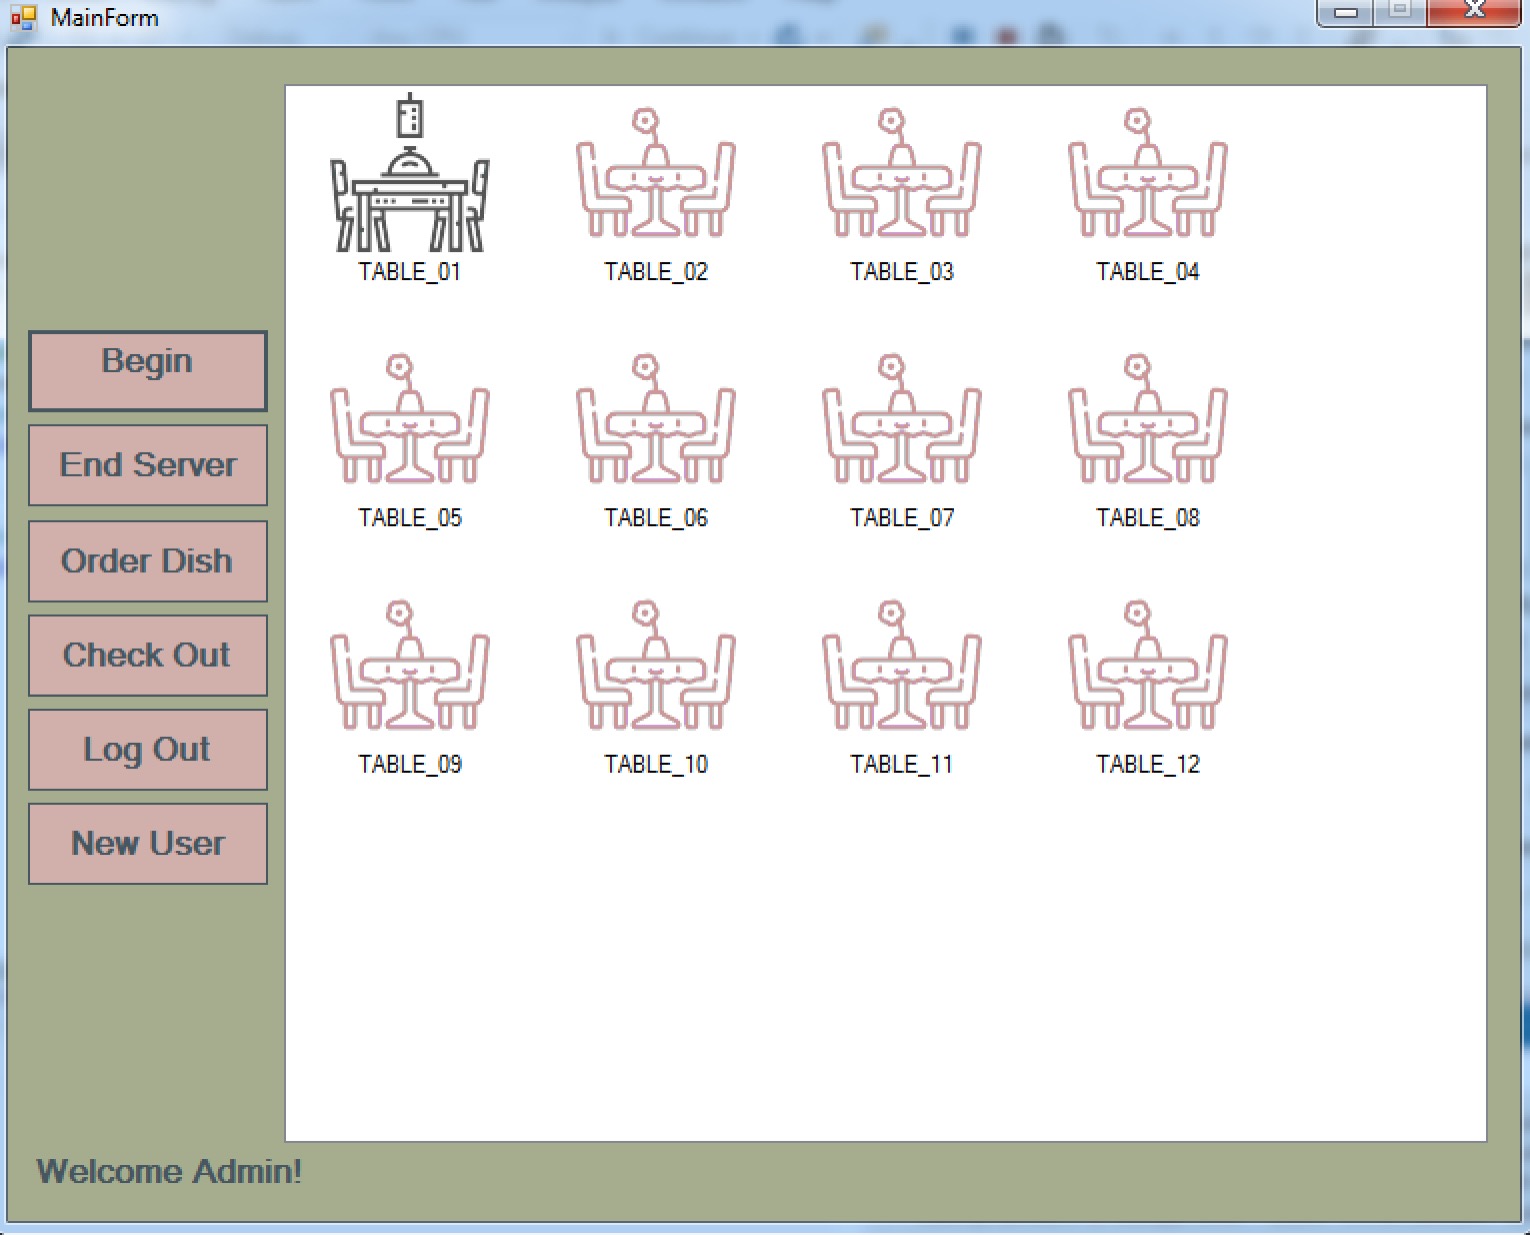 MainForm
TABLE_01 TABLE_02 TABLE_03 TABLE_04
Begin
End Server
TABLE_05 TABLE_06 TABLE_07 TABLE_08
Order Dish
Check Out
Log Out
TABLE_09 TABLE_10 TABLE_11 TABLE_12
New User
Welcome Admin!